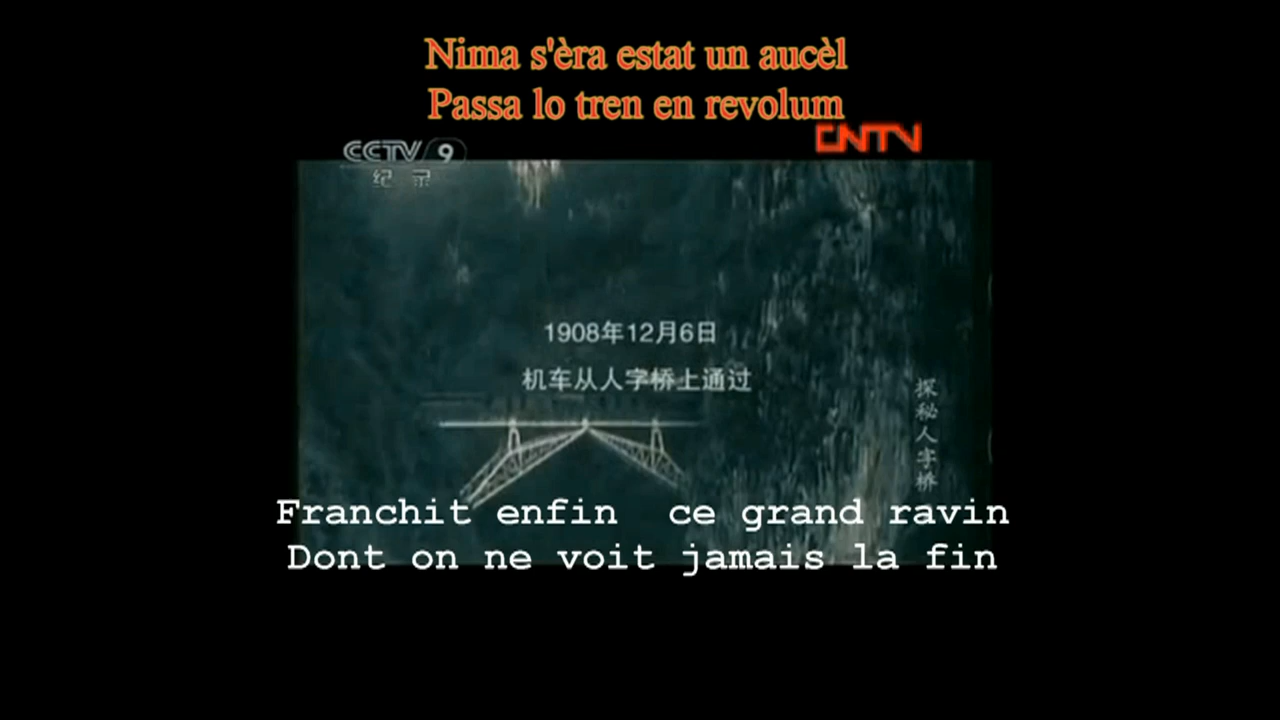 Nima s'èra estat un aucèl
Passa lo tren en revolum
CNTV
CCTV 9
纪 录
1908年12月6日
机车从人字桥上通过
探秘人字桥
Franchit enfin ce grand ravin
Dont on ne voit jamais la fin